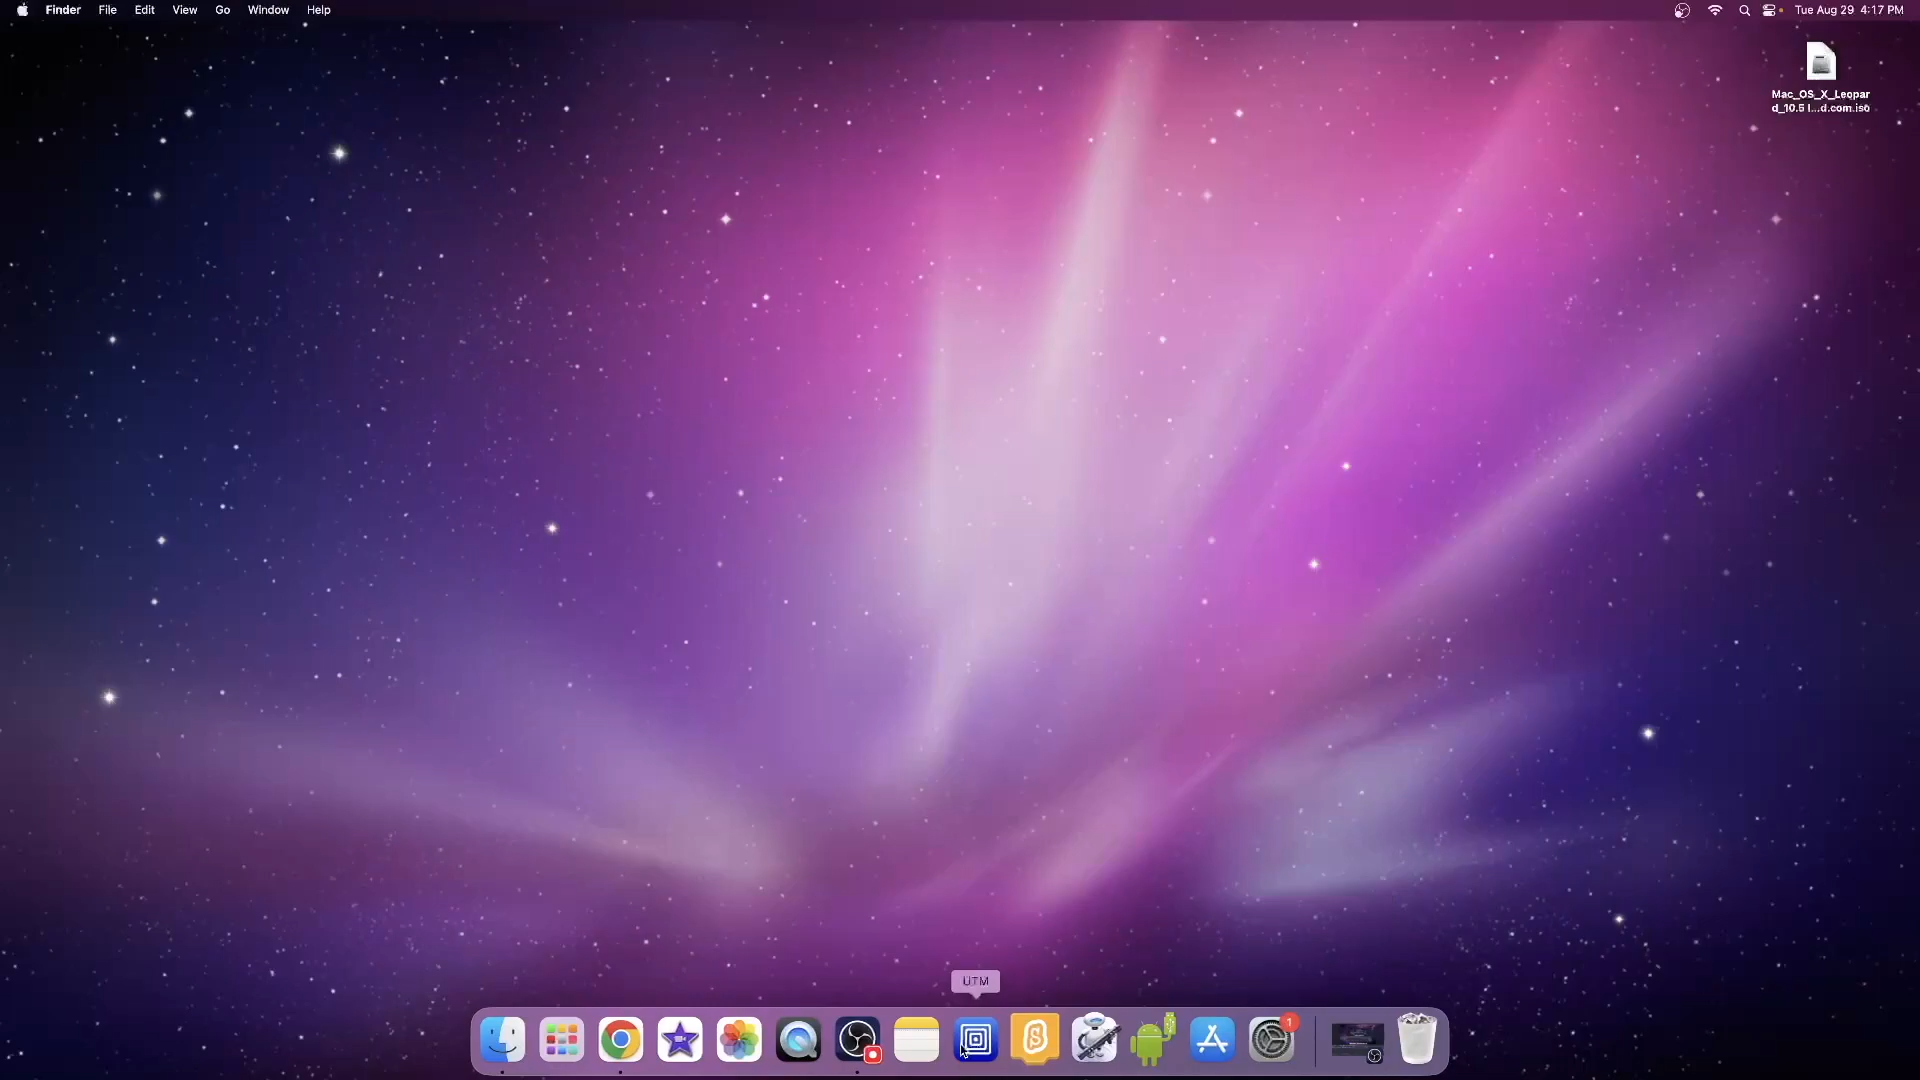 Finder File Edit View Go Window Help
Tue Aug 29 4:17 PM
Mac_OS_X_Leopar
d_10.5 I...d.com.iso
UTM
1